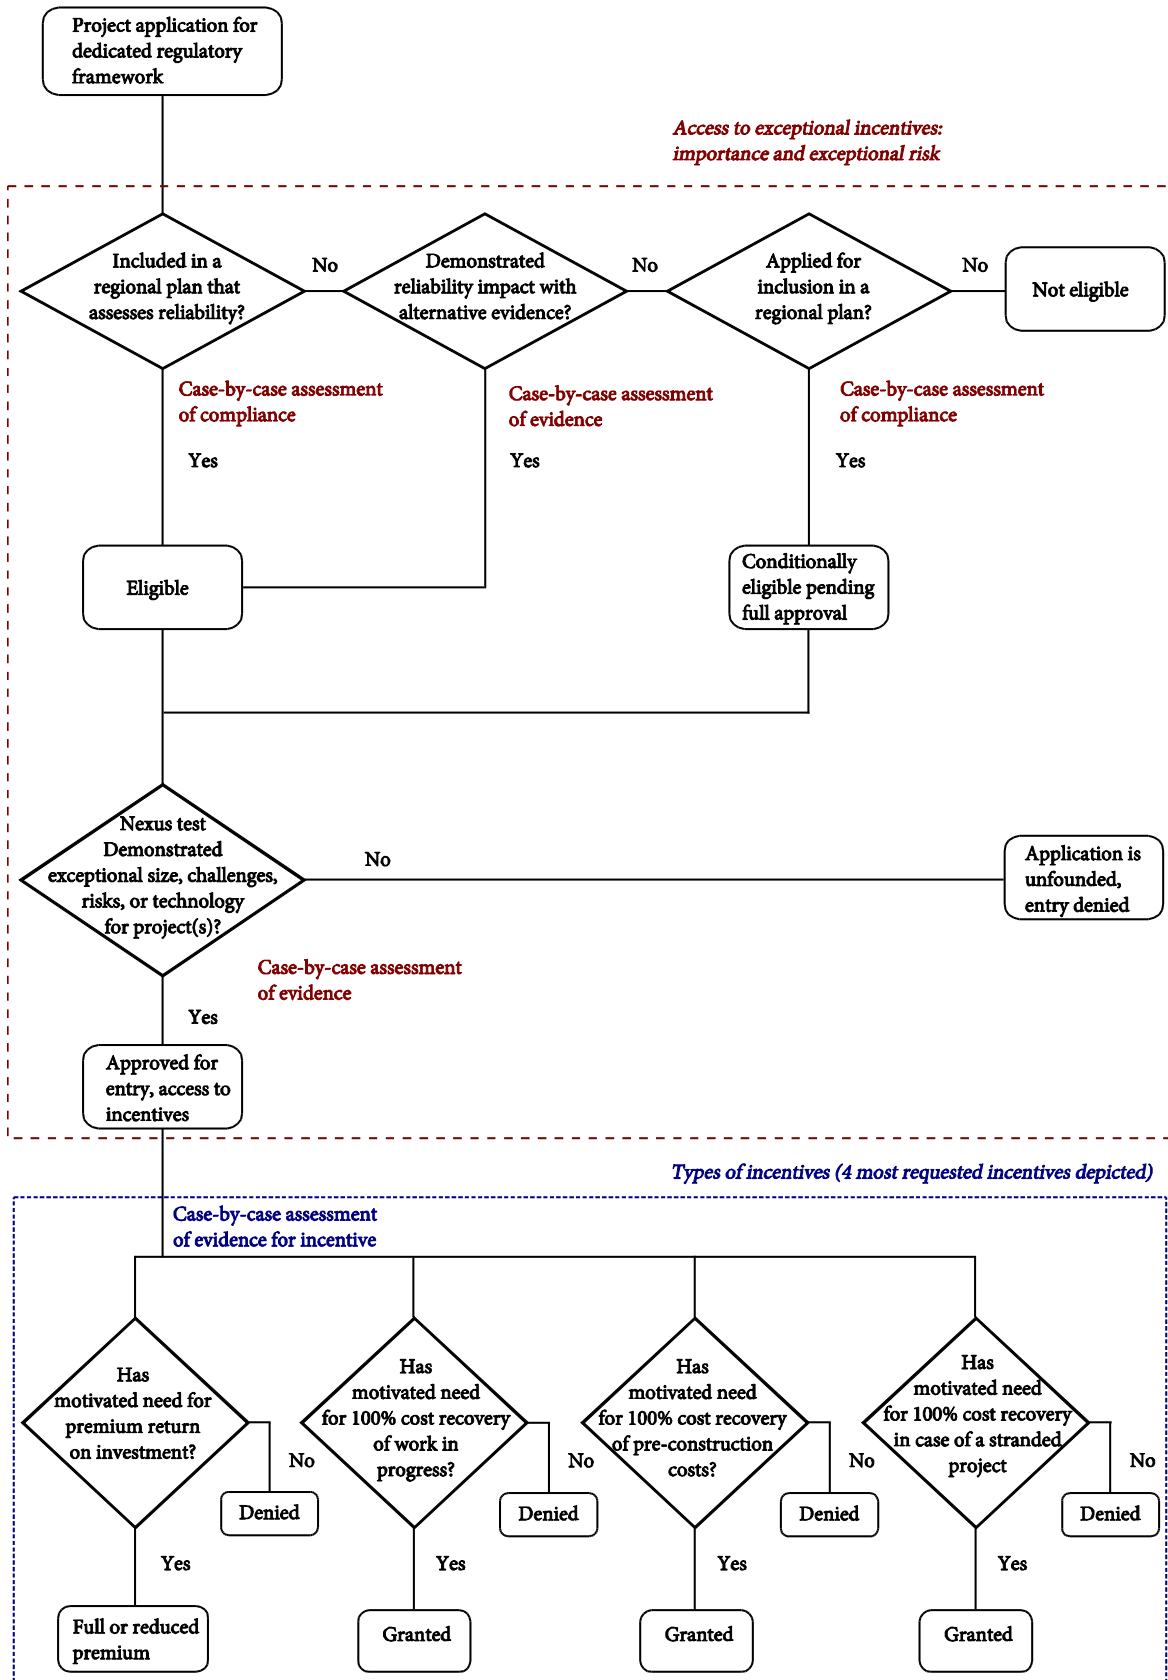 Project application for
dedicated regulatory
framework
Access to exceptional incentives:
importance and exceptional risk
Included in a
regional plan that
assesses reliability?
No
Demonstrated
reliability impact with
alternative evidence?
No
Applied for
inclusion in a
regional plan?
No
Not eligible
Case-by-case assessment
of compliance
Yes
Case-by-case assessment
of evidence
Yes
Case-by-case assessment
of compliance
Yes
Eligible
Conditionally
eligible pending
full approval
Nexus test
Demonstrated
exceptional size, challenges,
risks, or technology
for project(s)?
No
Application is
unfounded,
entry denied
Case-by-case assessment
of evidence
Yes
Approved for
entry, access to
incentives
Types of incentives (4 most requested incentives depicted)
Case-by-case assessment
of evidence for incentive
Has
motivated need for
premium return
on investment?
No
Denied
Yes
Full or reduced
premium
Has
motivated need
for 100% cost recovery
of work in
progress?
No
Denied
Yes
Granted
Has
motivated need
for 100% cost recovery
of pre-construction
costs?
No
Denied
Yes
Granted
Has
motivated need
for 100% cost recovery
in case of a stranded
project
No
Denied
Yes
Granted